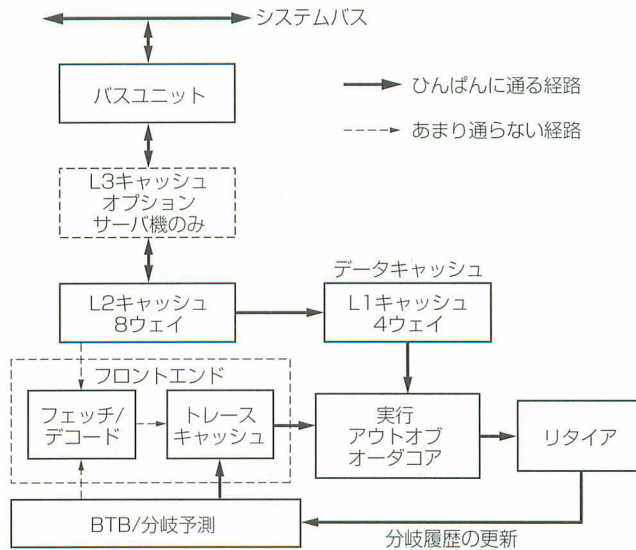 システムバス
バスユニット
ひんぱんに通る経路
あまり通らない経路
L3キャッシュ
オプション
サーバ機のみ
データキャッシュ
L2キャッシュ
8ウェイ
L1キャッシュ
4ウェイ
フロントエンド
フェッチ/
デコード
トレース
キャッシュ
実行
アウトオブ
オーダコア
リタイア
BTB/分岐予測
分岐履歴の更新